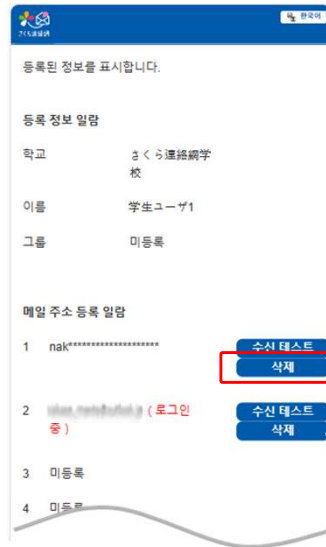 さくら連絡網
한국어
등록된 정보를 표시합니다.
등록 정보 일람
학교 さくら連絡網学
校
이름 学生ユーザ1
그룹 미등록
메일 주소 등록 일람
1 nak******************** 수신 테스트
삭제
2 ( 로그인 수신 테스트
중 ) 삭제
3 미등록
4 미등록